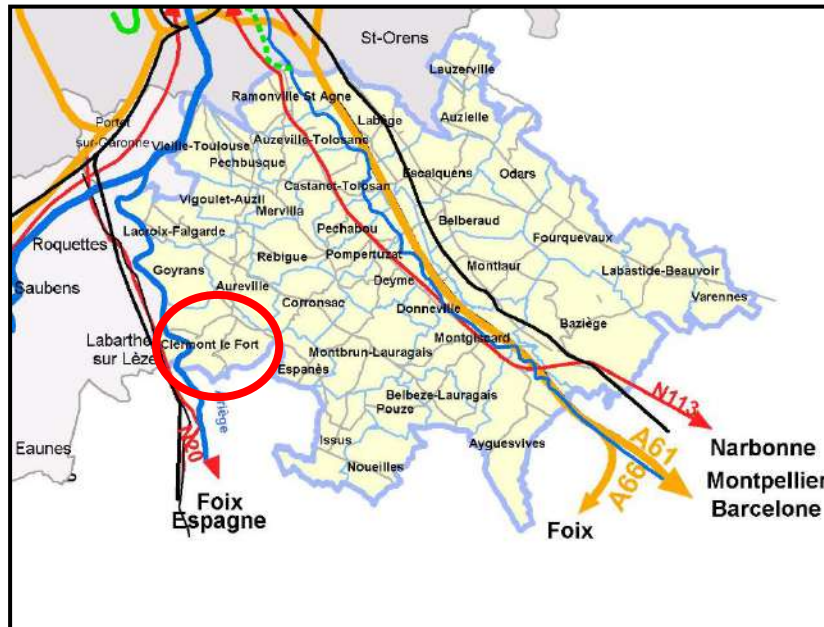 St-Orens
Lauzerville
Ramonville St Agne
Auzielle
Labège
Portet
sur-Garonne
Vieille-Toulouse
Auzeville-Tolosane
Pechbusque
Escalquens
Odars
Castanet-Tolosan
Vigoulet-Auzil
Mervilla
Belberaud
Lacroix-Falgarde
Pechabou
Fourquevaux
Roquettes
Rebigue
Pompertuzat
Montlaur
Goyrans
Labastide-Beauvoir
Saubens
Aureville
Deyme
Varennes
Corronsac
Donneville
Baziège
Labarthe
sur Lèze
Clermont le Fort
Montgiscard
Montbrun-Lauragais
Espanès
Belbeze-Lauragais
Pouze
Ariège
N113
N20
Issus
Ayguesvives
Eaunes
Noueilles
A61
A66
Narbonne
Montpellier
Barcelone
Foix
Espagne
Foix